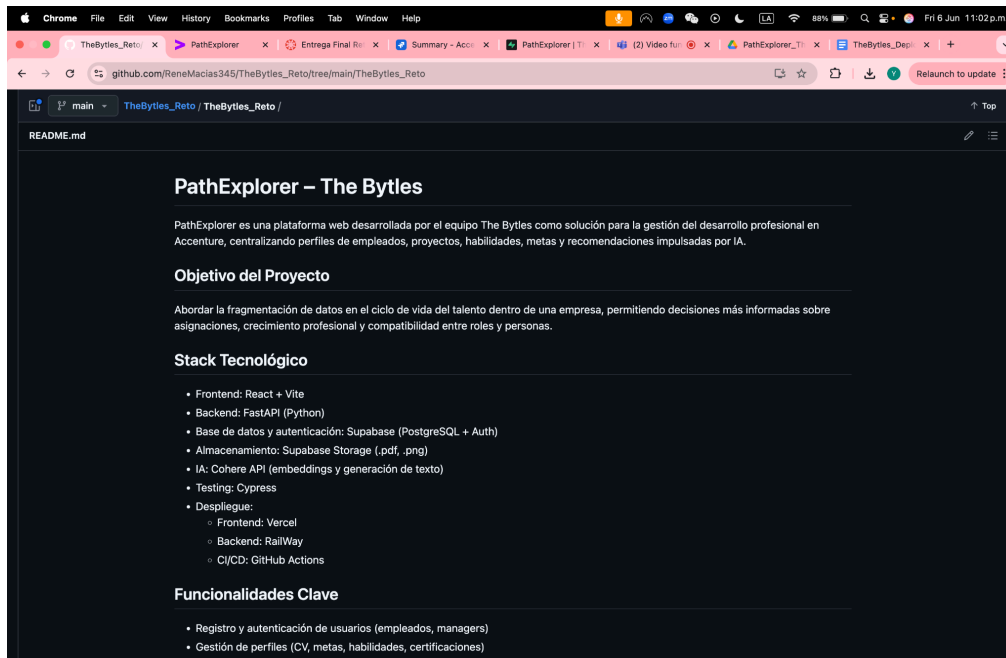 Chrome File Edit View History Bookmarks Profiles Tab Window Help
LA 88% Fri 6 Jun 11:02 p.m
TheBytles_Reto/ PathExplorer Entrega Final Re Summary - Acce PathExplorer | Th (2) Video fun PathExplorer_Th TheBytles_Depl
github.com/ReneMacias345/TheBytles_Reto/tree/main/TheBytles_Reto
Y Relaunch to update
main TheBytles_Reto / TheBytles_Reto / Top
README.md
PathExplorer – The Bytles
PathExplorer es una plataforma web desarrollada por el equipo The Bytles como solución para la gestión del desarrollo profesional en
Accenture, centralizando perfiles de empleados, proyectos, habilidades, metas y recomendaciones impulsadas por IA.
Objetivo del Proyecto
Abordar la fragmentación de datos en el ciclo de vida del talento dentro de una empresa, permitiendo decisiones más informadas sobre
asignaciones, crecimiento profesional y compatibilidad entre roles y personas.
Stack Tecnológico
• Frontend: React + Vite
• Backend: FastAPI (Python)
• Base de datos y autenticación: Supabase (PostgreSQL + Auth)
• Almacenamiento: Supabase Storage (.pdf, .png)
• IA: Cohere API (embeddings y generación de texto)
• Testing: Cypress
• Despliegue:
◦ Frontend: Vercel
◦ Backend: RailWay
◦ CI/CD: GitHub Actions
Funcionalidades Clave
• Registro y autenticación de usuarios (empleados, managers)
• Gestión de perfiles (CV, metas, habilidades, certificaciones)